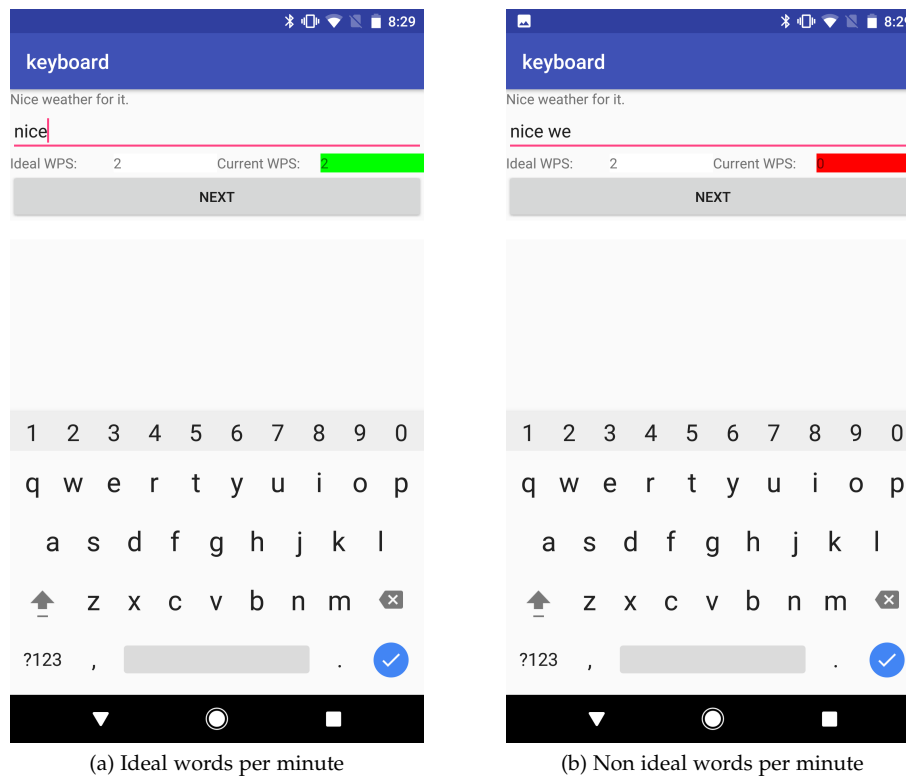 8:29
keyboard
Nice weather for it.
nice
Ideal WPS: 2 Current WPS: 2
NEXT
1 2 3 4 5 6 7 8 9 0
q w e r t y u i o p
a s d f g h j k l
z x c v b n m
?123 , .
(a) Ideal words per minute
8:29
keyboard
Nice weather for it.
nice we
Ideal WPS: 2 Current WPS: 0
NEXT
1 2 3 4 5 6 7 8 9 0
q w e r t y u i o p
a s d f g h j k l
z x c v b n m
?123 , .
(b) Non ideal words per minute